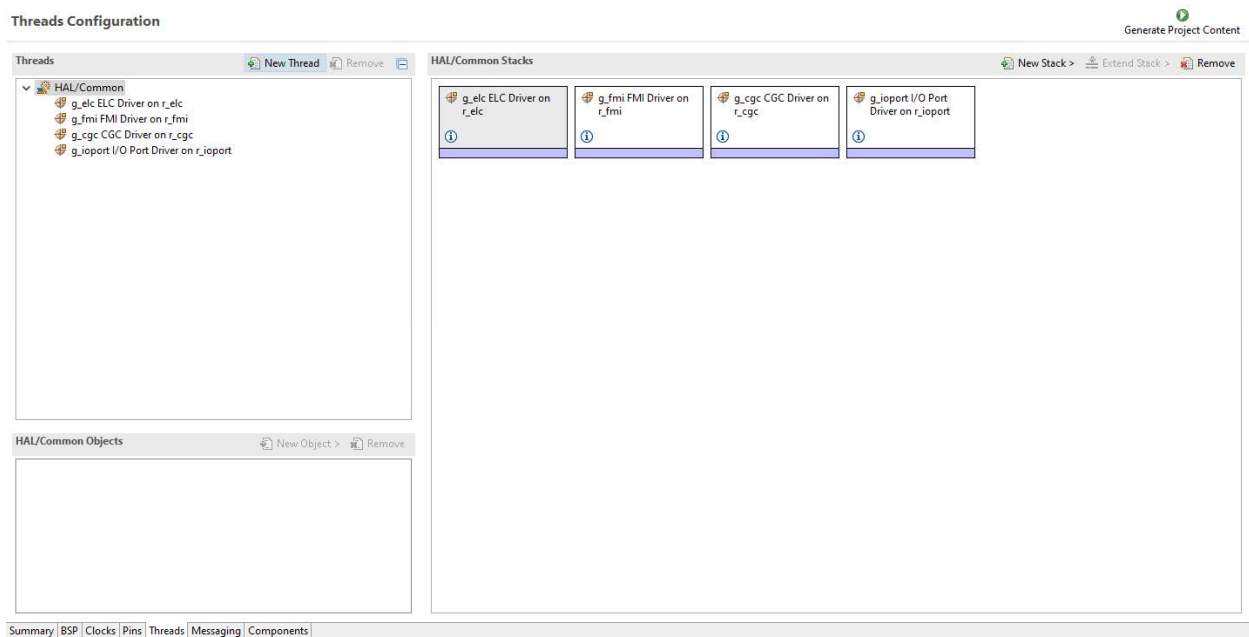 Threads Configuration
Generate Project Content
Threads
New Thread
Remove
HAL/Common
g_elc ELC Driver on r_elc
g_fmi FMI Driver on r_fmi
g_cgc CGC Driver on r_cgc
g_ioport I/O Port Driver on r_ioport
HAL/Common Stacks
New Stack >
Extend Stack >
Remove
g_elc ELC Driver on
r_elc
g_fmi FMI Driver on
r_fmi
g_cgc CGC Driver on
r_cgc
g_ioport I/O Port
Driver on r_ioport
HAL/Common Objects
New Object >
Remove
Summary BSP Clocks Pins Threads Messaging Components